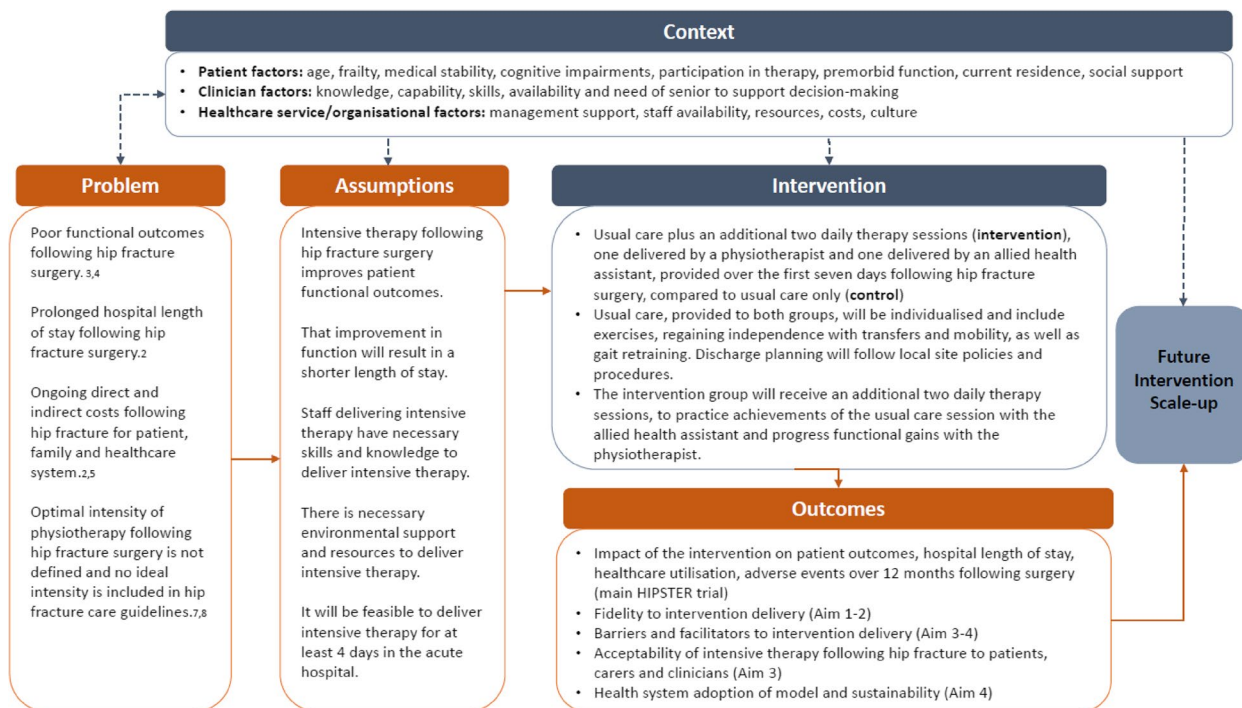 Context
• Patient factors: age, frailty, medical stability, cognitive impairments, participation in therapy, premorbid function, current residence, social support
• Clinician factors: knowledge, capability, skills, availability and need of senior to support decision-making
• Healthcare service/organisational factors: management support, staff availability, resources, costs, culture
Problem
Poor functional outcomes
following hip fracture
surgery. 3,4
Prolonged hospital length
of stay following hip
fracture surgery.2
Ongoing direct and
indirect costs following
hip fracture for patient,
family and healthcare
system.2,5
Optimal intensity of
physiotherapy following
hip fracture surgery is not
defined and no ideal
intensity is included in hip
fracture care guidelines.7,8
Assumptions
Intensive therapy following
hip fracture surgery
improves patient
functional outcomes.
That improvement in
function will result in a
shorter length of stay.
Staff delivering intensive
therapy have necessary
skills and knowledge to
deliver intensive therapy.
There is necessary
environmental support
and resources to deliver
intensive therapy.
It will be feasible to deliver
intensive therapy for at
least 4 days in the acute
hospital.
Intervention
• Usual care plus an additional two daily therapy sessions (intervention),
one delivered by a physiotherapist and one delivered by an allied health
assistant, provided over the first seven days following hip fracture
surgery, compared to usual care only (control)
• Usual care, provided to both groups, will be individualised and include
exercises, regaining independence with transfers and mobility, as well as
gait retraining. Discharge planning will follow local site policies and
procedures.
• The intervention group will receive an additional two daily therapy
sessions, to practice achievements of the usual care session with the
allied health assistant and progress functional gains with the
physiotherapist.
Outcomes
• Impact of the intervention on patient outcomes, hospital length of stay,
healthcare utilisation, adverse events over 12 months following surgery
(main HIPSTER trial)
• Fidelity to intervention delivery (Aim 1-2)
• Barriers and facilitators to intervention delivery (Aim 3-4)
• Acceptability of intensive therapy following hip fracture to patients,
carers and clinicians (Aim 3)
• Health system adoption of model and sustainability (Aim 4)
Future
Intervention
Scale-up